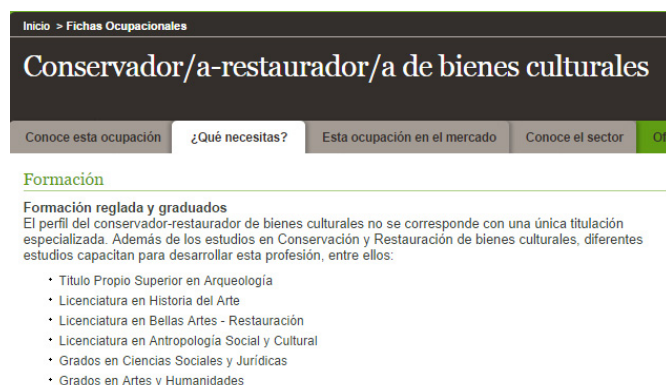 Inicio > Fichas Ocupacionales
Conservador/a-restaurador/a de bienes culturales
Conoce esta ocupación ¿Qué necesitas? Esta ocupación en el mercado Conoce el sector
Formación
Formación reglada y graduados
El perfil del conservador-restaurador de bienes culturales no se corresponde con una única titulación
especializada. Además de los estudios en Conservación y Restauración de bienes culturales, diferentes
estudios capacitan para desarrollar esta profesión, entre ellos:
• Titulo Propio Superior en Arqueología
• Licenciatura en Historia del Arte
• Licenciatura en Bellas Artes - Restauración
• Licenciatura en Antropología Social y Cultural
• Grados en Ciencias Sociales y Jurídicas
• Grados en Artes y Humanidades